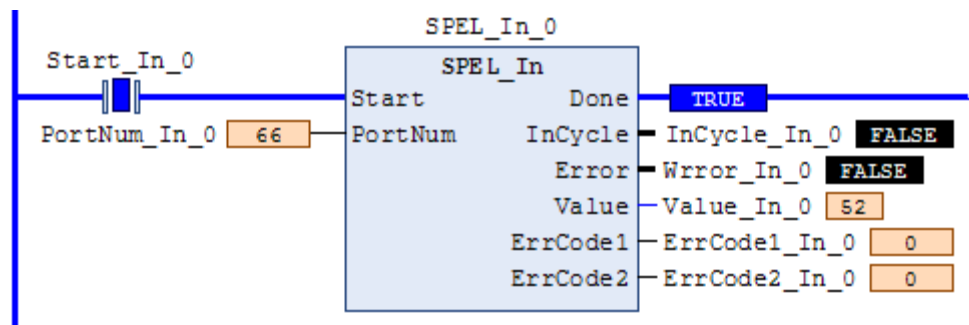 SPEL_In_0
Start_In_0 SPEL_In
Start Done TRUE
PortNum_In_0 66 PortNum InCycle InCycle_In_0 FALSE
Error Wrror_In_0 FALSE
Value Value_In_0 52
ErrCode1 ErrCode1_In_0 0
ErrCode2 ErrCode2_In_0 0